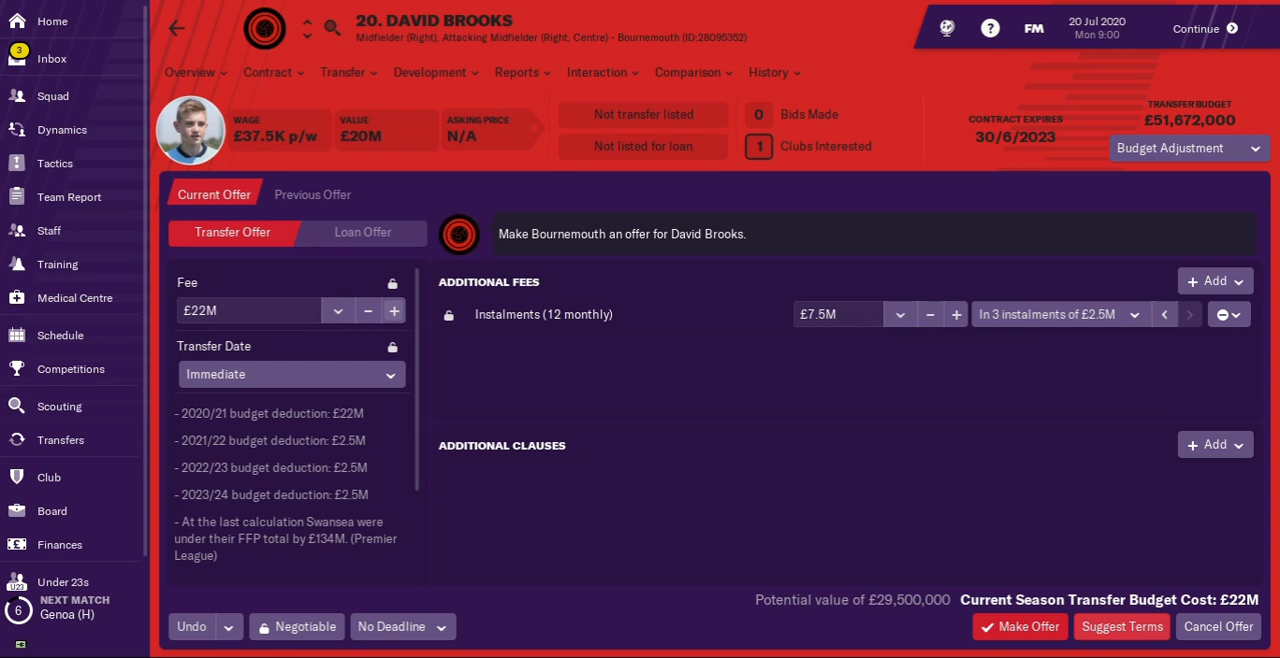 Home
20. DAVID BROOKS
Midfielder (Right), Attacking Midfielder (Right, Centre) - Bournemouth (ID:28095352)
? FM 20 Jul 2020
Mon 9:00
Continue
3
Inbox
Overview Contract Transfer Development Reports Interaction Comparison History
Squad
Dynamics
Tactics
Team Report
Staff
Training
Medical Centre
Schedule
Competitions
Scouting
Transfers
Club
Board
Finances
U23
Under 23s
NEXT MATCH
6 Genoa (H)
WAGE
£37.5K p/w
VALUE
£20M
ASKING PRICE
N/A
Not transfer listed
Not listed for loan
0 Bids Made
1 Clubs Interested
CONTRACT EXPIRES
30/6/2023
TRANSFER BUDGET
£51,672,000
Budget Adjustment
Current Offer Previous Offer
Transfer Offer Loan Offer
Make Bournemouth an offer for David Brooks.
Fee
£22M
Transfer Date
Immediate
- 2020/21 budget deduction: £22M
- 2021/22 budget deduction: £2.5M
- 2022/23 budget deduction: £2.5M
- 2023/24 budget deduction: £2.5M
- At the last calculation Swansea were
under their FFP total by £134M. (Premier
League)
ADDITIONAL FEES
Add
Instalments (12 monthly) £7.5M In 3 instalments of £2.5M
ADDITIONAL CLAUSES
Add
Potential value of £29,500,000 Current Season Transfer Budget Cost: £22M
Undo Negotiable No Deadline Make Offer Suggest Terms Cancel Offer